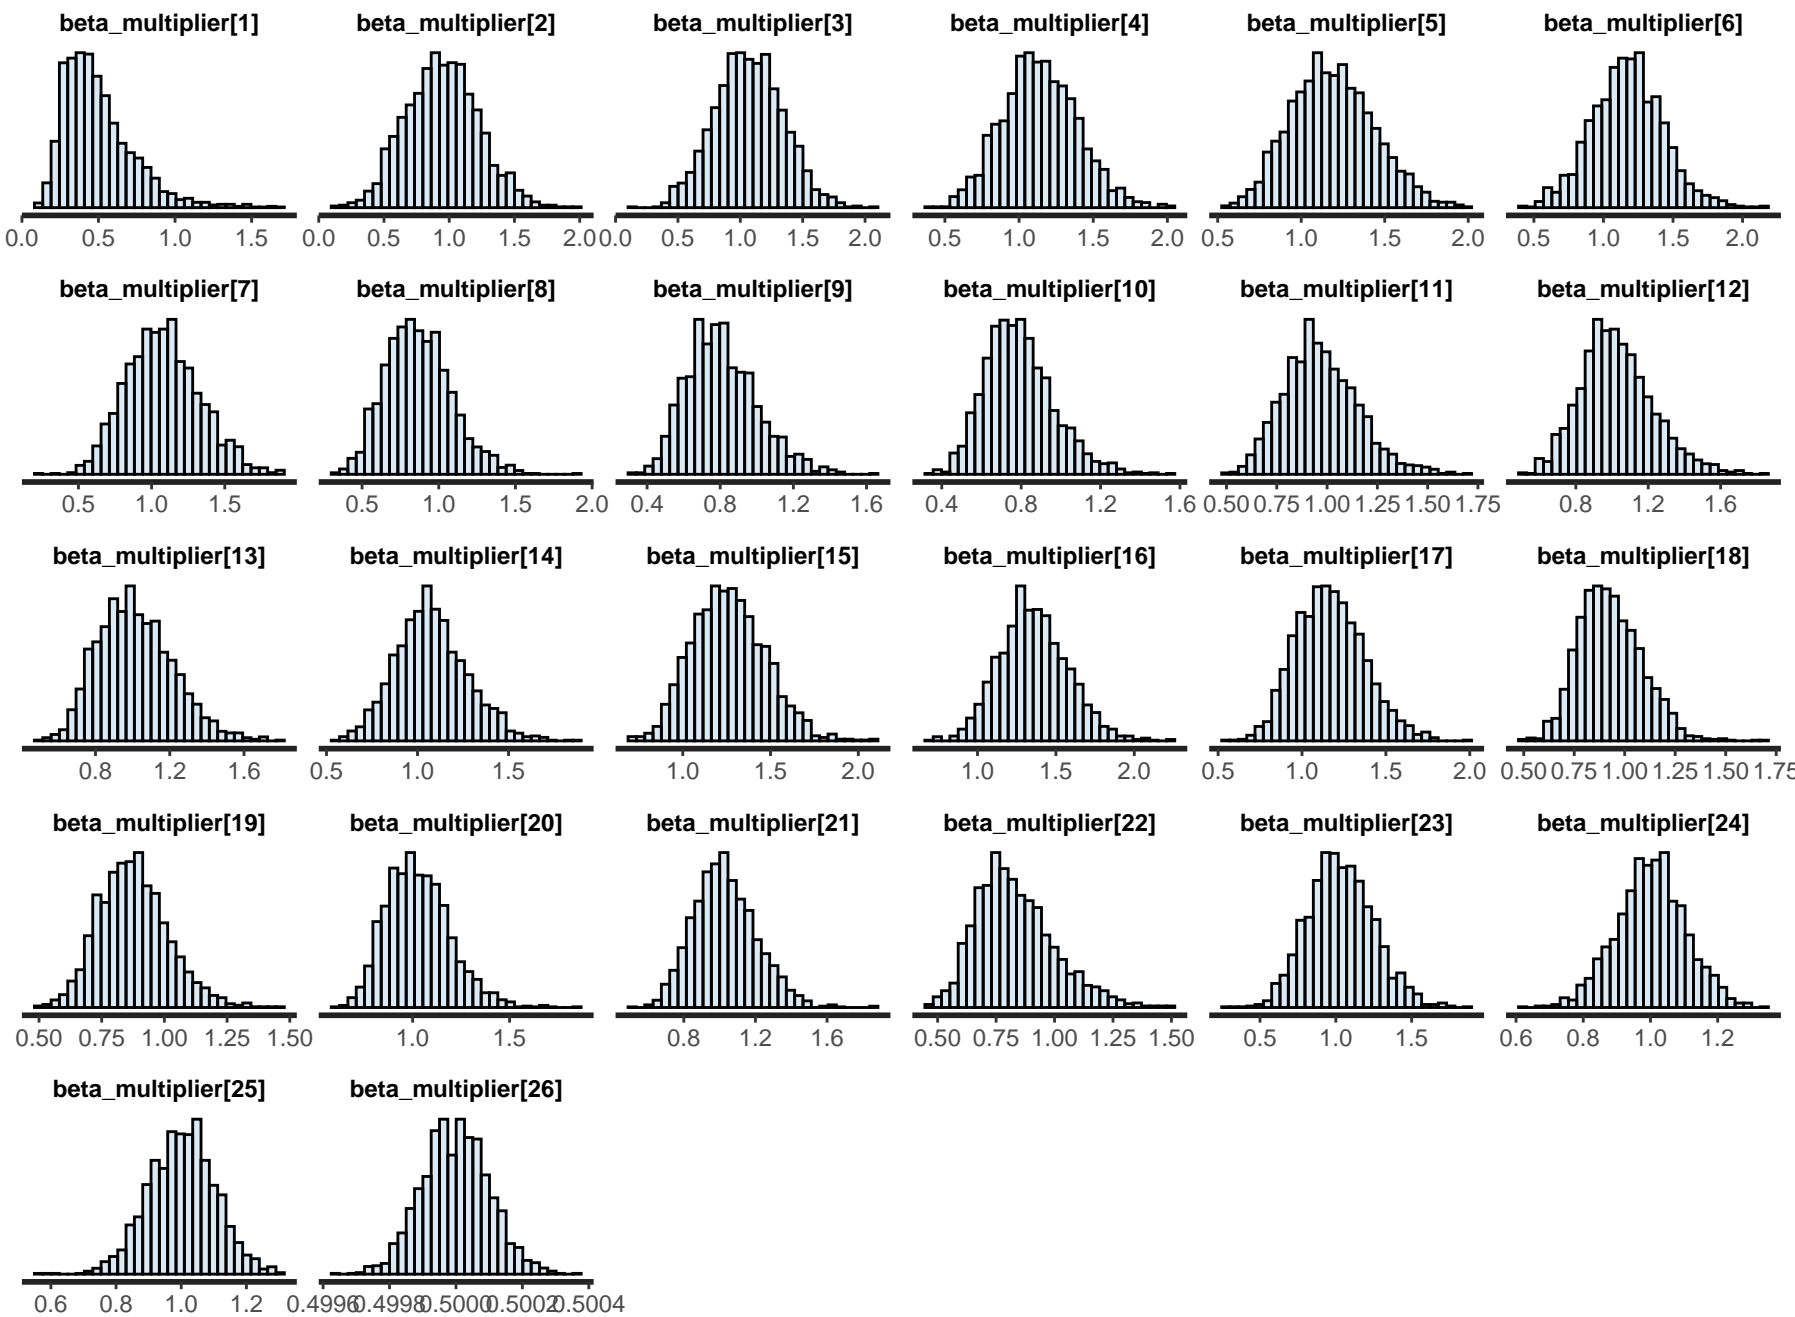 beta_multiplier[1] beta_multiplier[2] beta_multiplier[3] beta_multiplier[4] beta_multiplier[5] beta_multiplier[6]
0.0 0.5 1.0 1.5 0.0 0.5 1.0 1.5 2.0 0.0 0.5 1.0 1.5 2.0 0.5 1.0 1.5 2.0 0.5 1.0 1.5 2.0 0.5 1.0 1.5 2.0
beta_multiplier[7] beta_multiplier[8] beta_multiplier[9] beta_multiplier[10] beta_multiplier[11] beta_multiplier[12]
0.5 1.0 1.5 0.5 1.0 1.5 2.0 0.4 0.8 1.2 1.6 0.4 0.8 1.2 1.6 0.50 0.75 1.00 1.25 1.50 1.75 0.8 1.2 1.6
beta_multiplier[13] beta_multiplier[14] beta_multiplier[15] beta_multiplier[16] beta_multiplier[17] beta_multiplier[18]
0.8 1.2 1.6 0.5 1.0 1.5 1.0 1.5 2.0 1.0 1.5 2.0 0.5 1.0 1.5 2.0 0.50 0.75 1.00 1.25 1.50 1.75
beta_multiplier[19] beta_multiplier[20] beta_multiplier[21] beta_multiplier[22] beta_multiplier[23] beta_multiplier[24]
0.50 0.75 1.00 1.25 1.50 1.0 1.5 0.8 1.2 1.6 0.50 0.75 1.00 1.25 1.50 0.5 1.0 1.5 0.6 0.8 1.0 1.2
beta_multiplier[25] beta_multiplier[26]
0.6 0.8 1.0 1.2 0.4996 0.4998 0.5000 0.5002 0.5004